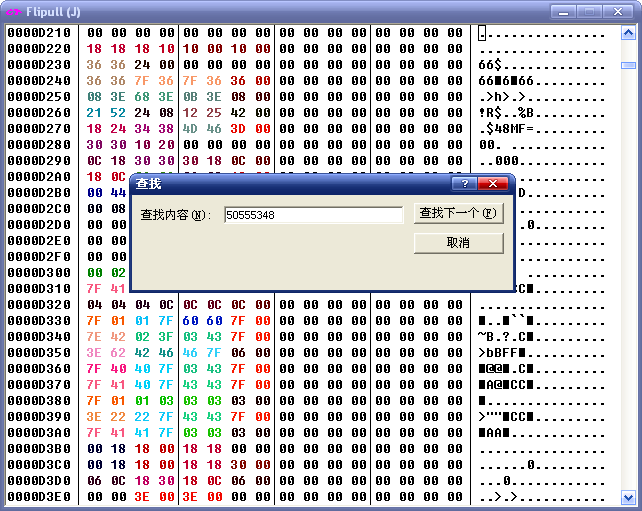 Flipull (J)
0000D210 00 00 00 00 00 00 00 00 00 00 00 00 00 00 00 00 ................
0000D220 18 18 18 10 10 00 10 00 00 00 00 00 00 00 00 00 ................
0000D230 36 36 24 00 00 00 00 00 00 00 00 00 00 00 00 00 66$.............
0000D240 36 36 7F 36 7F 36 36 00 00 00 00 00 00 00 00 00 66■6■66.........
0000D250 08 3E 68 3E 0B 3E 08 00 00 00 00 00 00 00 00 00 .>h>.>..........
0000D260 21 52 24 08 12 25 42 00 00 00 00 00 00 00 00 00 !R$..%B.........
0000D270 18 24 34 38 4D 46 3D 00 00 00 00 00 00 00 00 00 .$48MF=.........
0000D280 30 30 10 20 00 00 00 00 00 00 00 00 00 00 00 00 00. ............
0000D290 0C 18 30 30 30 18 0C 00 00 00 00 00 00 00 00 00 ..000...........
0000D2A0 18 0C
0000D2B0 00 44
0000D2C0 00 08
0000D2D0 00 00
0000D2E0 00 00
0000D2F0 00 00
0000D300 00 02
0000D310 7F 41
查找
查找内容(N):
50555348
查找下一个(F)
取消
0000D320 04 04 04 0C 0C 0C 0C 00 00 00 00 00 00 00 00 00 ................
0000D330 7F 01 01 7F 60 60 7F 00 00 00 00 00 00 00 00 00 ■..■``■.........
0000D340 7E 42 02 3F 03 43 7F 00 00 00 00 00 00 00 00 00 ~B.?.C■.........
0000D350 3E 62 42 46 46 7F 06 00 00 00 00 00 00 00 00 00 >bBFF■..........
0000D360 7F 40 40 7F 03 43 7F 00 00 00 00 00 00 00 00 00 ■@@■.C■.........
0000D370 7F 41 40 7F 43 43 7F 00 00 00 00 00 00 00 00 00 ■A@■CC■.........
0000D380 7F 01 01 03 03 03 03 00 00 00 00 00 00 00 00 00 ■...............
0000D390 3E 22 22 7F 43 43 7F 00 00 00 00 00 00 00 00 00 >""■CC■.........
0000D3A0 7F 41 41 7F 03 03 03 00 00 00 00 00 00 00 00 00 ■AA■............
0000D3B0 00 18 18 00 18 18 00 00 00 00 00 00 00 00 00 00 ................
0000D3C0 00 18 18 00 18 18 30 00 00 00 00 00 00 00 00 00 ......0.........
0000D3D0 06 0C 18 30 18 0C 06 00 00 00 00 00 00 00 00 00 ...0............
0000D3E0 00 00 3E 00 3E 00 00 00 00 00 00 00 00 00 00 00 ..>.>...........